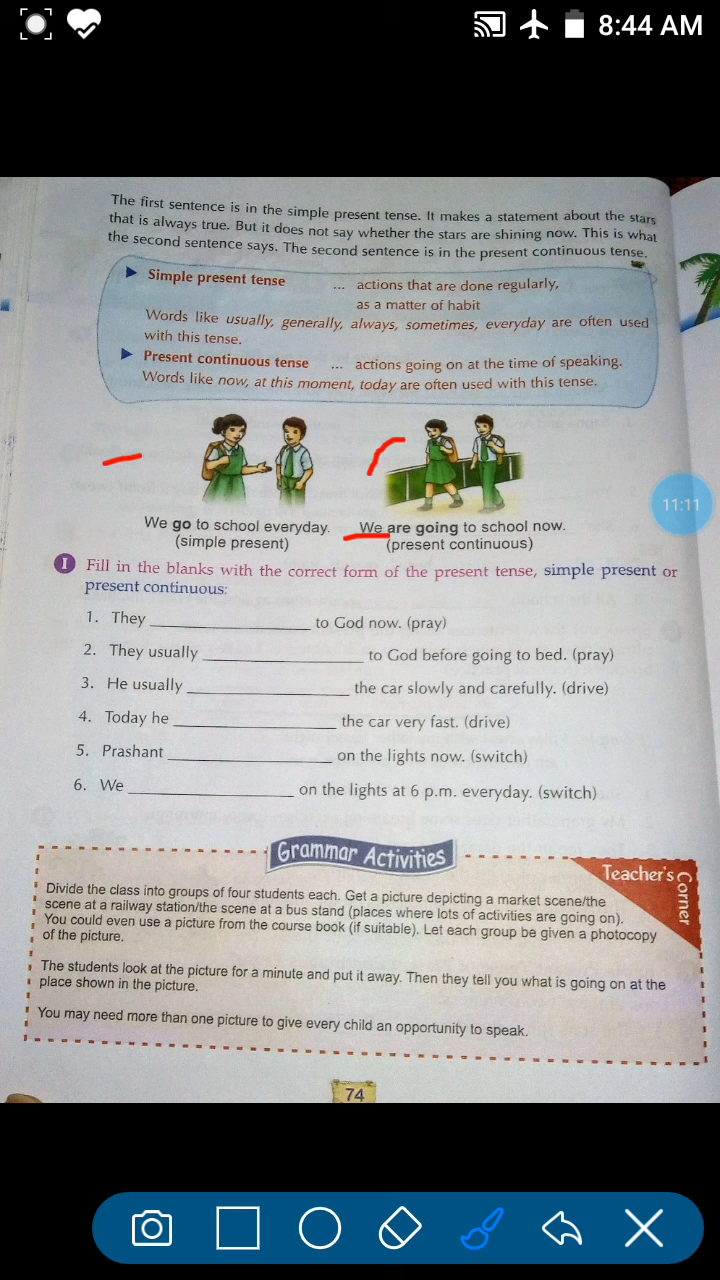 8:44 AM
The first sentence is in the simple present tense. It makes a statement about the stars
that is always true. But it does not say whether the stars are shining now. This is what
the second sentence says. The second sentence is in the present continuous tense.
Simple present tense ... actions that are done regularly,
as a matter of habit
Words like usually, generally, always, sometimes, everyday are often used
with this tense.
Present continuous tense ... actions going on at the time of speaking.
Words like now, at this moment, today are often used with this tense.
11:11
We go to school everyday.
(simple present)
We are going to school now.
(present continuous)
I Fill in the blanks with the correct form of the present tense, simple present or
present continuous:
1. They ________________ to God now. (pray)
2. They usually ________________ to God before going to bed. (pray)
3. He usually ________________ the car slowly and carefully. (drive)
4. Today he ________________ the car very fast. (drive)
5. Prashant ________________ on the lights now. (switch)
6. We ________________ on the lights at 6 p.m. everyday. (switch)
Grammar Activities
Teacher's Corner
Divide the class into groups of four students each. Get a picture depicting a market scene/the
scene at a railway station/the scene at a bus stand (places where lots of activities are going on).
You could even use a picture from the course book (if suitable). Let each group be given a photocopy
of the picture.
The students look at the picture for a minute and put it away. Then they tell you what is going on at the
place shown in the picture.
You may need more than one picture to give every child an opportunity to speak.
74